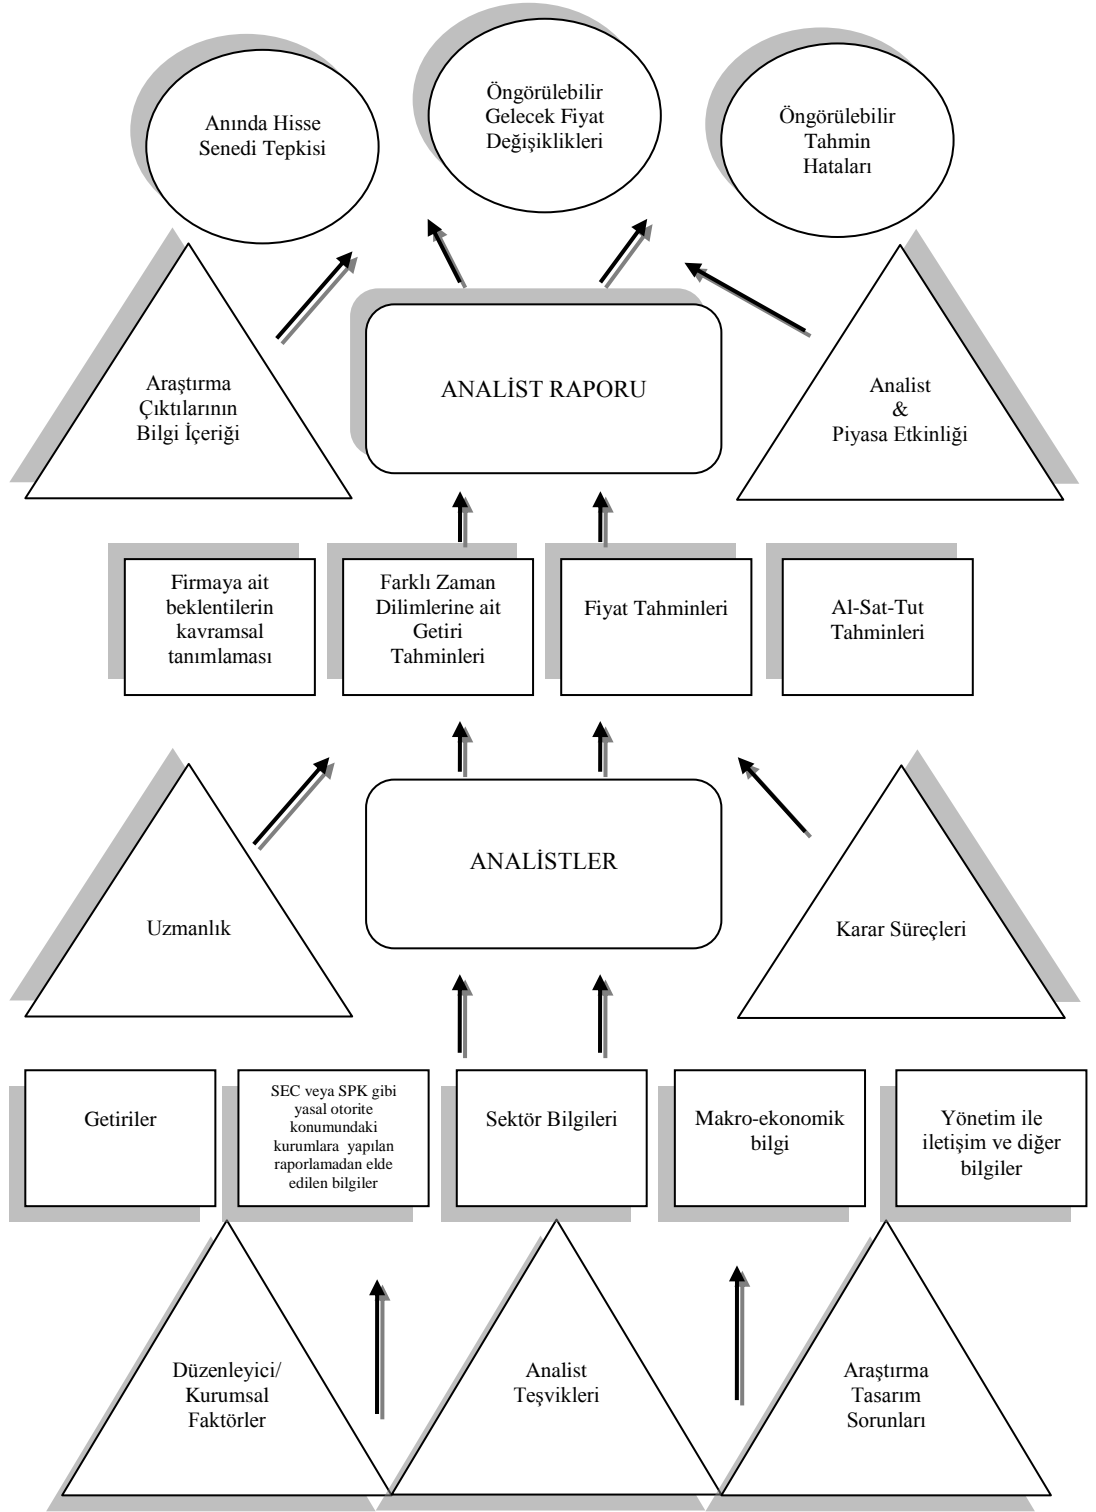 Anında Hisse
Senedi Tepkisi
Öngörülebilir
Gelecek Fiyat
Değişiklikleri
Öngörülebilir
Tahmin
Hataları
Araştırma
Çıktılarının
Bilgi İçeriği
ANALİST RAPORU
Analist
&
Piyasa Etkinliği
Firmaya ait
beklentilerin
kavramsal
tanımlaması
Farklı Zaman
Dilimlerine ait
Getiri
Tahminleri
Fiyat Tahminleri
Al-Sat-Tut
Tahminleri
Uzmanlık
ANALİSTLER
Karar Süreçleri
Getiriler
SEC veya SPK gibi
yasal otorite
konumundaki
kurumlara yapılan
raporlamadan elde
edilen bilgiler
Sektör Bilgileri
Makro-ekonomik
bilgi
Yönetim ile
iletişim ve diğer
bilgiler
Düzenleyici/
Kurumsal
Faktörler
Analist
Teşvikleri
Araştırma
Tasarım
Sorunları